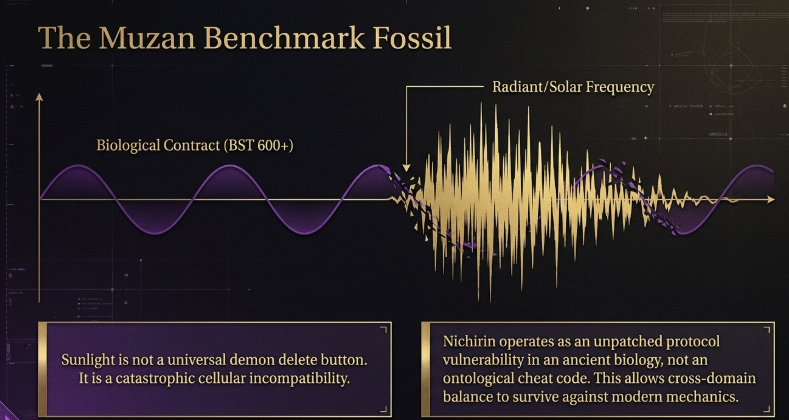 The Muzan Benchmark Fossil
Radiant/Solar Frequency
Biological Contract (BST 600+)
Sunlight is not a universal demon delete button.
It is a catastrophic cellular incompatibility.
Nichirin operates as an unpatched protocol
vulnerability in an ancient biology, not an
ontological cheat code. This allows cross-domain
balance to survive against modern mechanics.